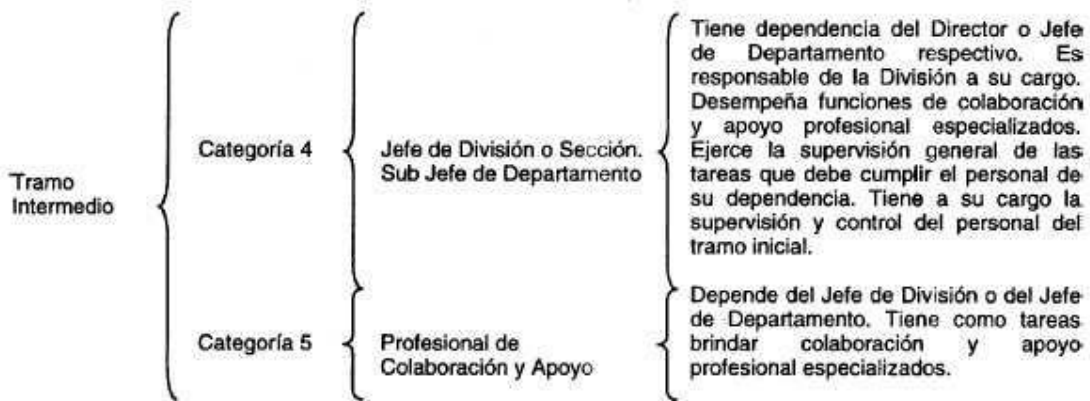 Tramo
Intermedio
Categoría 4
Jefe de División o Sección.
Sub Jefe de Departamento
Tiene dependencia del Director o Jefe
de Departamento respectivo. Es
responsable de la División a su cargo.
Desempeña funciones de colaboración
y apoyo profesional especializados.
Ejerce la supervisión general de las
tareas que debe cumplir el personal de
su dependencia. Tiene a su cargo la
supervisión y control del personal del
tramo inicial.
Categoría 5
Profesional de
Colaboración y Apoyo
Depende del Jefe de División o del Jefe
de Departamento. Tiene como tareas
brindar colaboración y apoyo
profesional especializados.